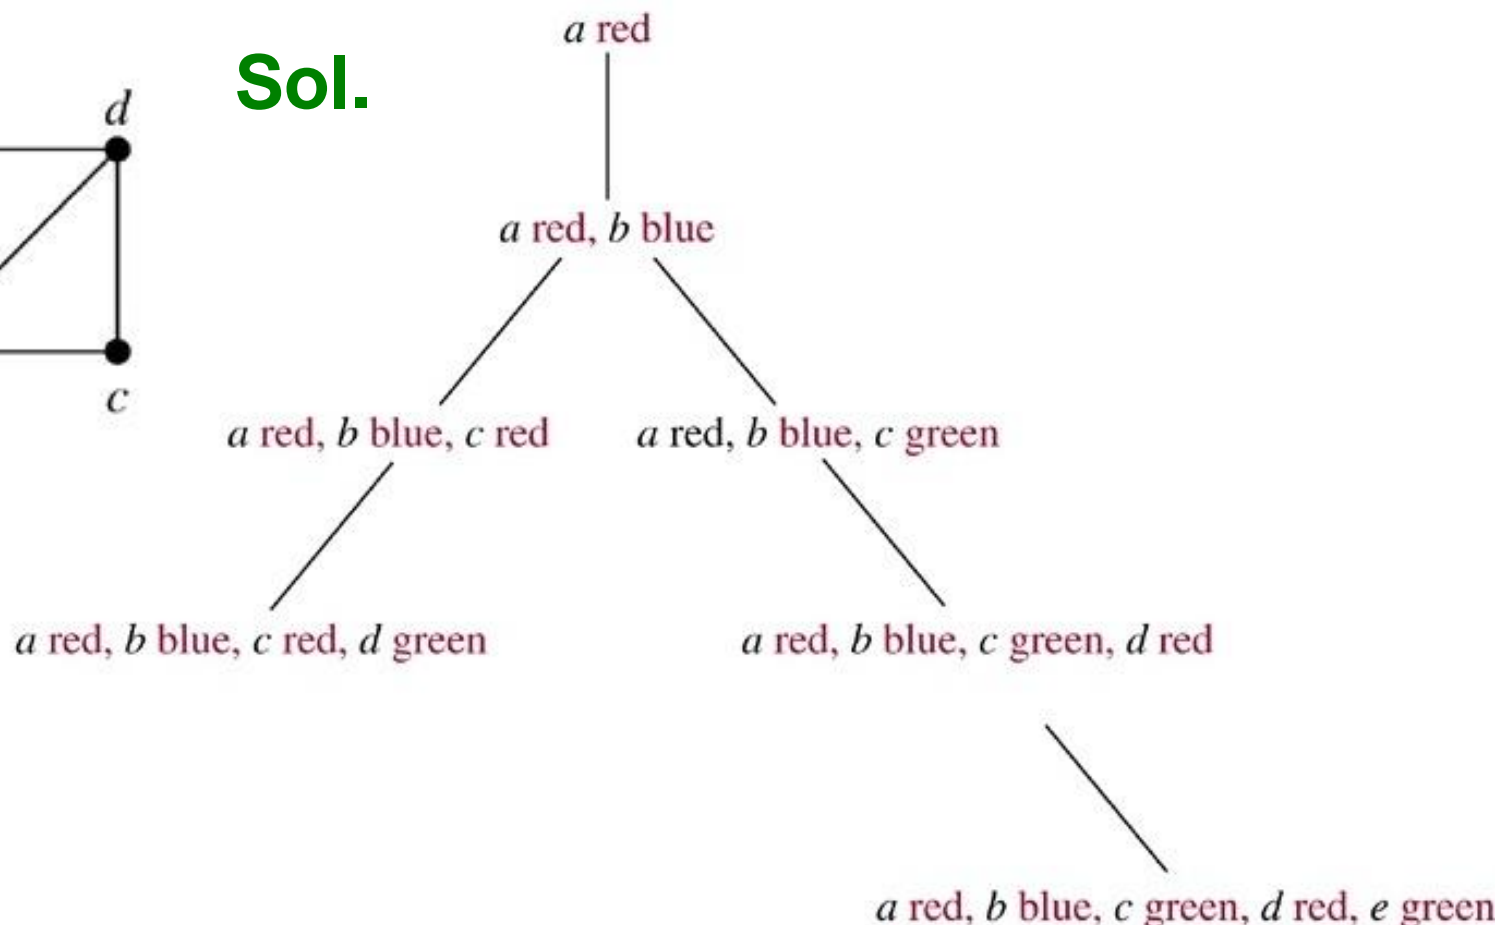 a red
Sol.
d
a red, b blue
c
a red, b blue, c red
a red, b blue, c green
a red, b blue, c red, d green
a red, b blue, c green, d red
a red, b blue, c green, d red, e green